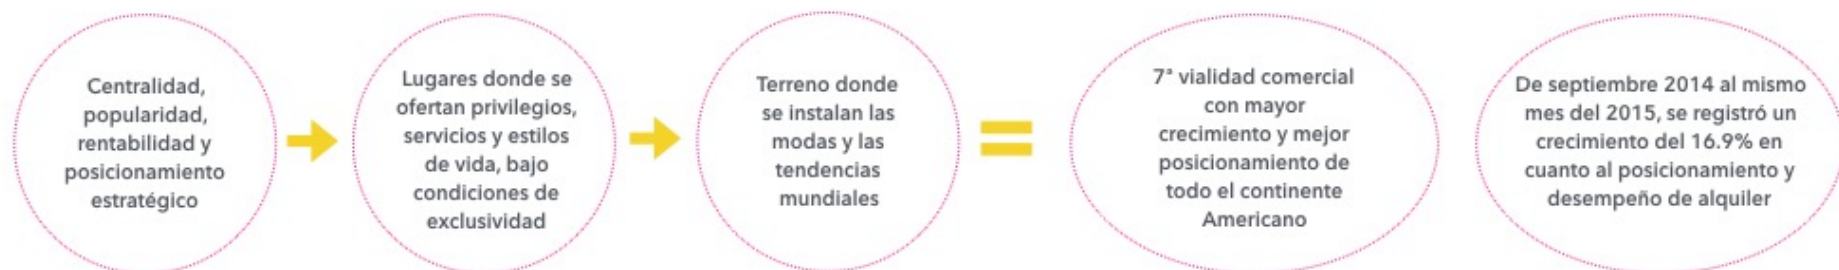 Centralidad,
popularidad,
rentabilidad y
posicionamiento
estratégico
Lugares donde se
ofertan privilegios,
servicios y estilos
de vida, bajo
condiciones de
exclusividad
Terreno donde
se instalan las
modas y las
tendencias
mundiales
7ª vialidad comercial
con mayor
crecimiento y mejor
posicionamiento de
todo el continente
Americano
De septiembre 2014 al mismo
mes del 2015, se registró un
crecimiento del 16.9% en
cuanto al posicionamiento y
desempeño de alquiler